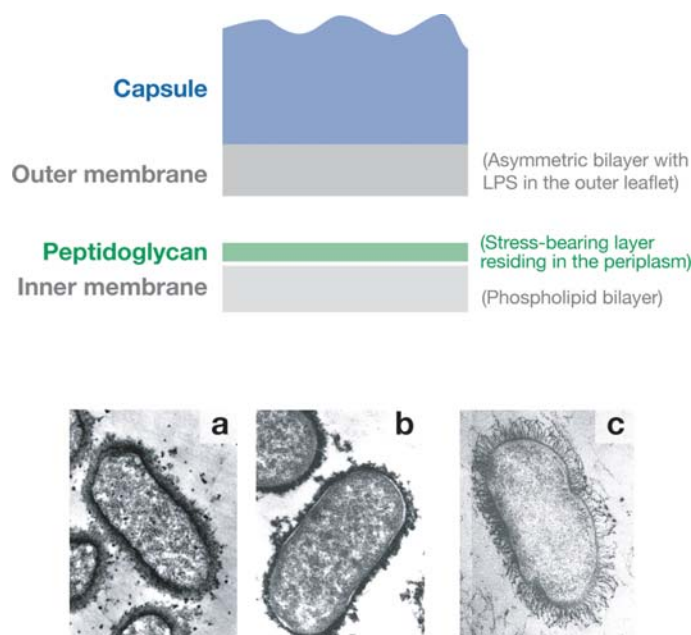 Capsule
Outer membrane
(Asymmetric bilayer with
LPS in the outer leaflet)
Peptidoglycan
(Stress-bearing layer
residing in the periplasm)
Inner membrane
(Phospholipid bilayer)
a
b
c